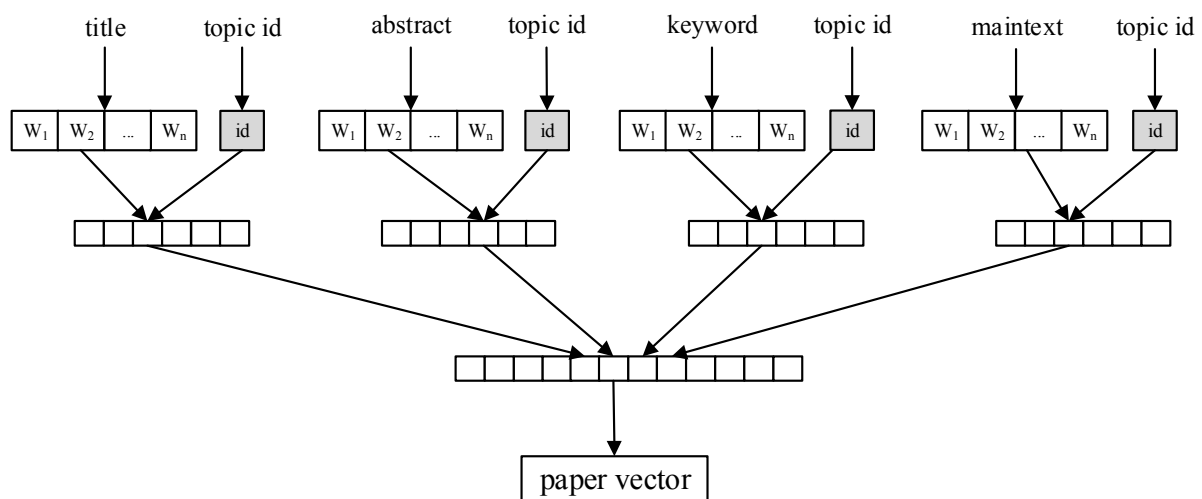 title topic id abstract topic id keyword topic id maintext topic id
W1 W2 ... Wn id W1 W2 ... Wn id W1 W2 ... Wn id W1 W2 ... Wn id
paper vector